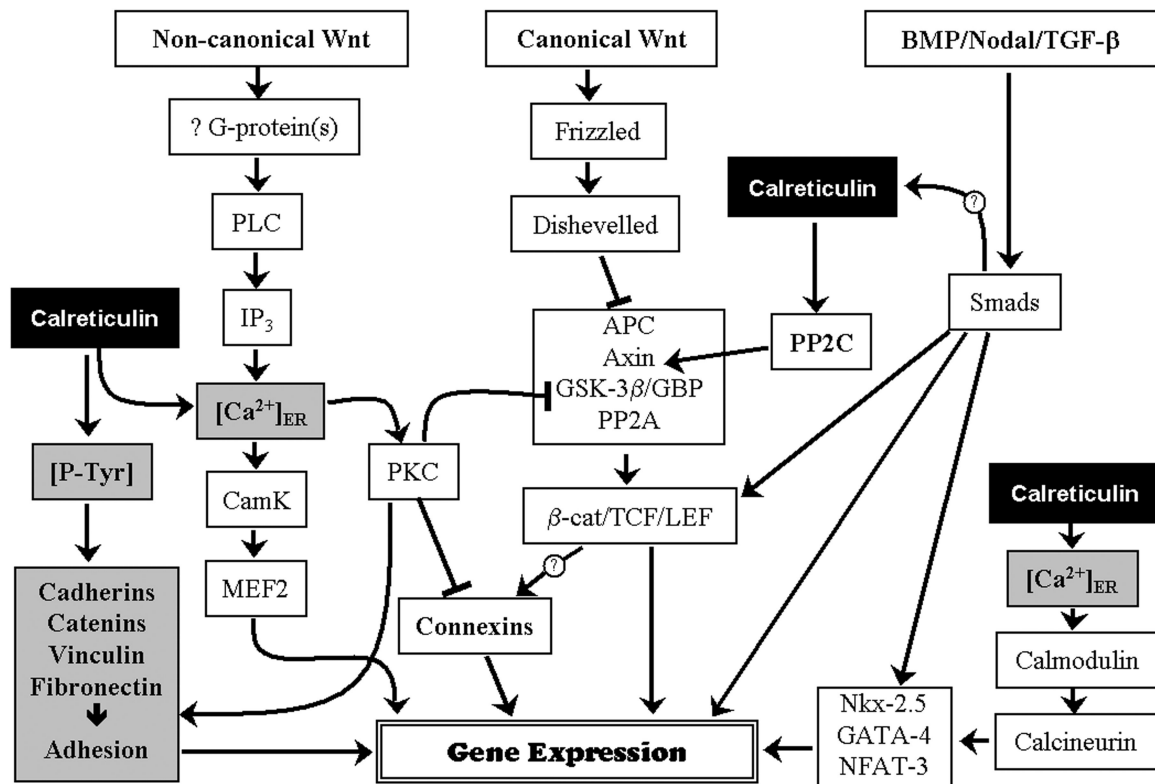 Non-canonical Wnt
Canonical Wnt
BMP/Nodal/TGF-β
? G-protein(s)
Frizzled
Calreticulin
?
PLC
Dishevelled
Smads
Calreticulin
IP₃
APC
Axin
GSK-3β/GBP
PP2A
PP2C
[Ca²⁺]ER
[P-Tyr]
PKC
CamK
β-cat/TCF/LEF
Calreticulin
?
[Ca²⁺]ER
MEF2
Cadherins
Catenins
Vinculin
Fibronectin
Adhesion
Connexins
Calmodulin
Nkx-2.5
GATA-4
NFAT-3
Calcineurin
Gene Expression